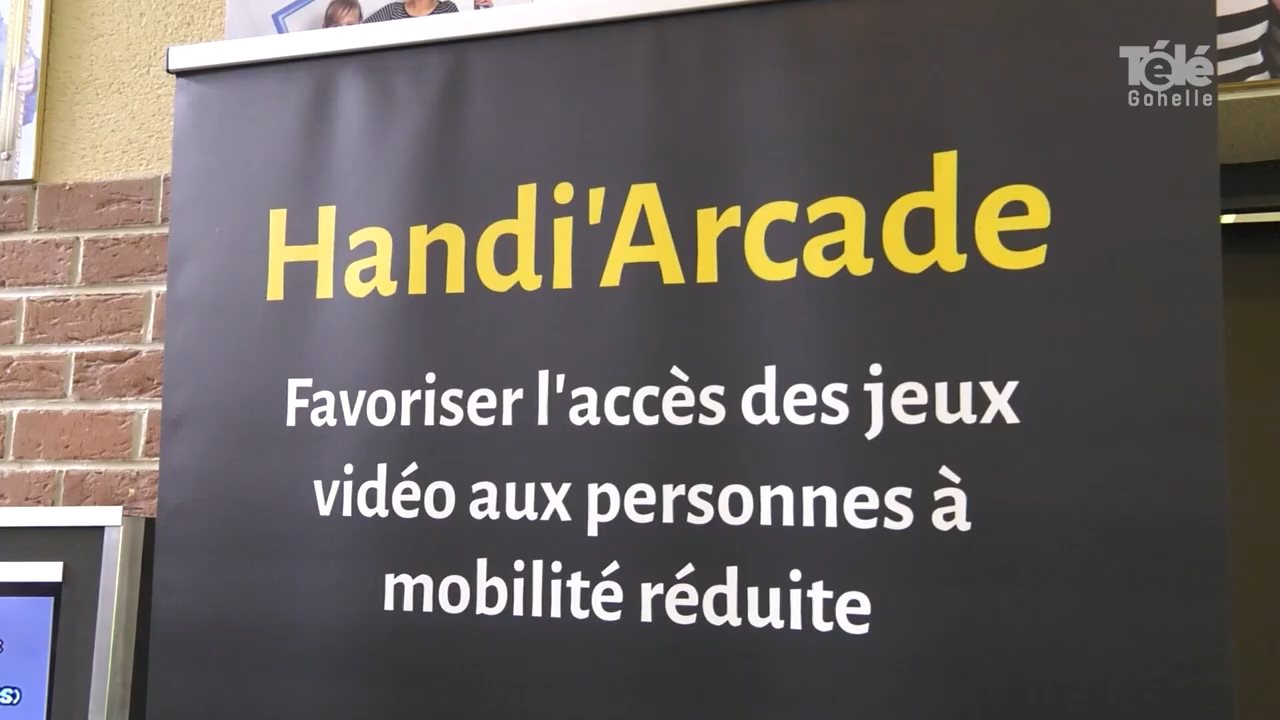 Télé
Gohelle
Handi'Arcade
Favoriser l'accès des jeux
vidéo aux personnes à
mobilité réduite
s)